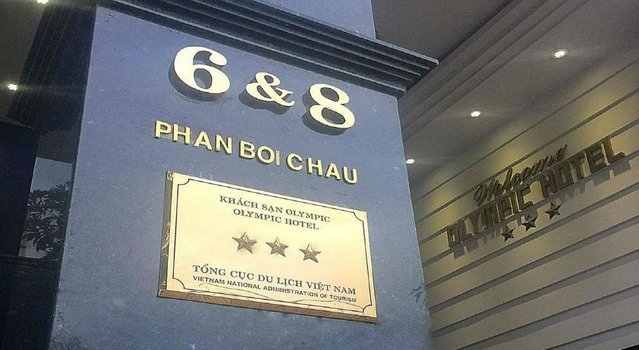 6 & 8
PHAN BOI CHAU
KHÁCH SẠN OLYMPIC
OLYMPIC HOTEL
TỔNG CỤC DU LỊCH VIỆT NAM
VIETNAM NATIONAL ADMINISTRATION OF TOURISM
Welcome
OLYMPIC HOTEL